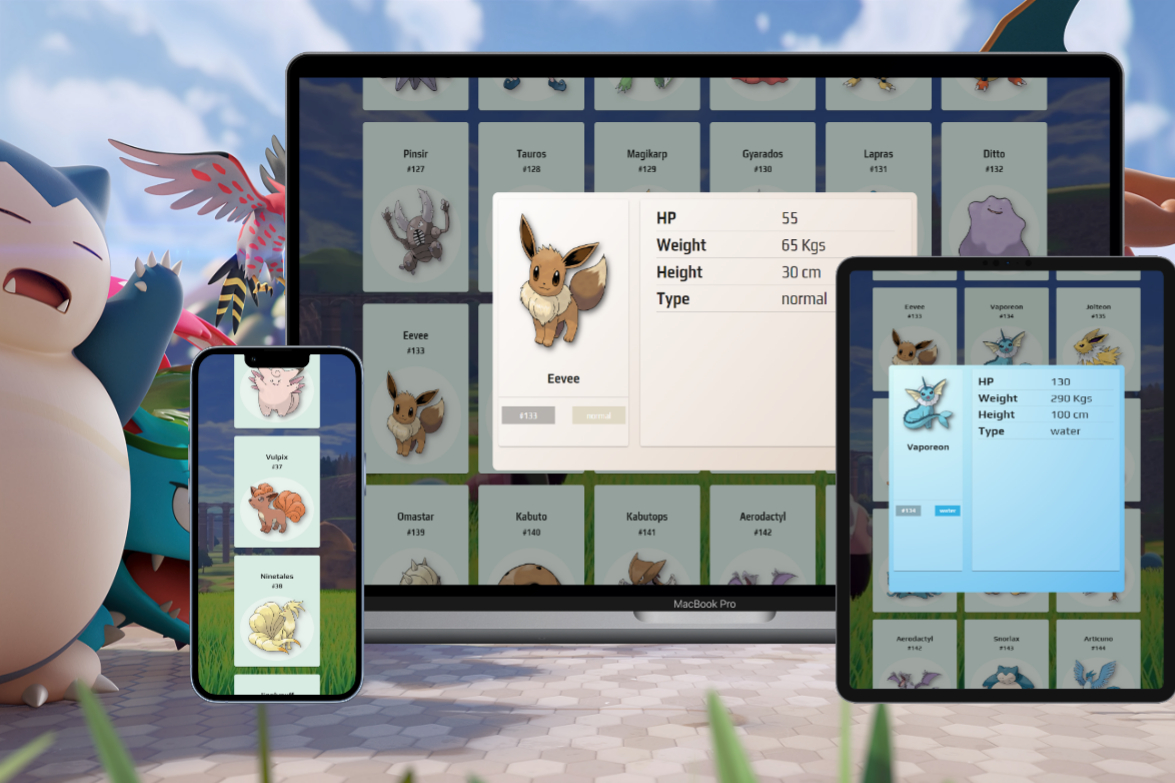 Pinsir
#127
Tauros
#128
Magikarp
#129
Gyarados
#130
Lapras
#131
Ditto
#132
HP 55
Weight 65 Kgs
Height 30 cm
Type normal
Eevee
#133
Eevee
#133 normal
Omastar
#139
Kabuto
#140
Kabutops
#141
Aerodactyl
#142
MacBook Pro
Vulpix
#37
Ninetales
#38
Eevee
#133
Vaporeon
#134
Jolteon
#135
HP 130
Weight 290 Kgs
Height 100 cm
Type water
Vaporeon
#134 water
Aerodactyl
#142
Snorlax
#143
Articuno
#144